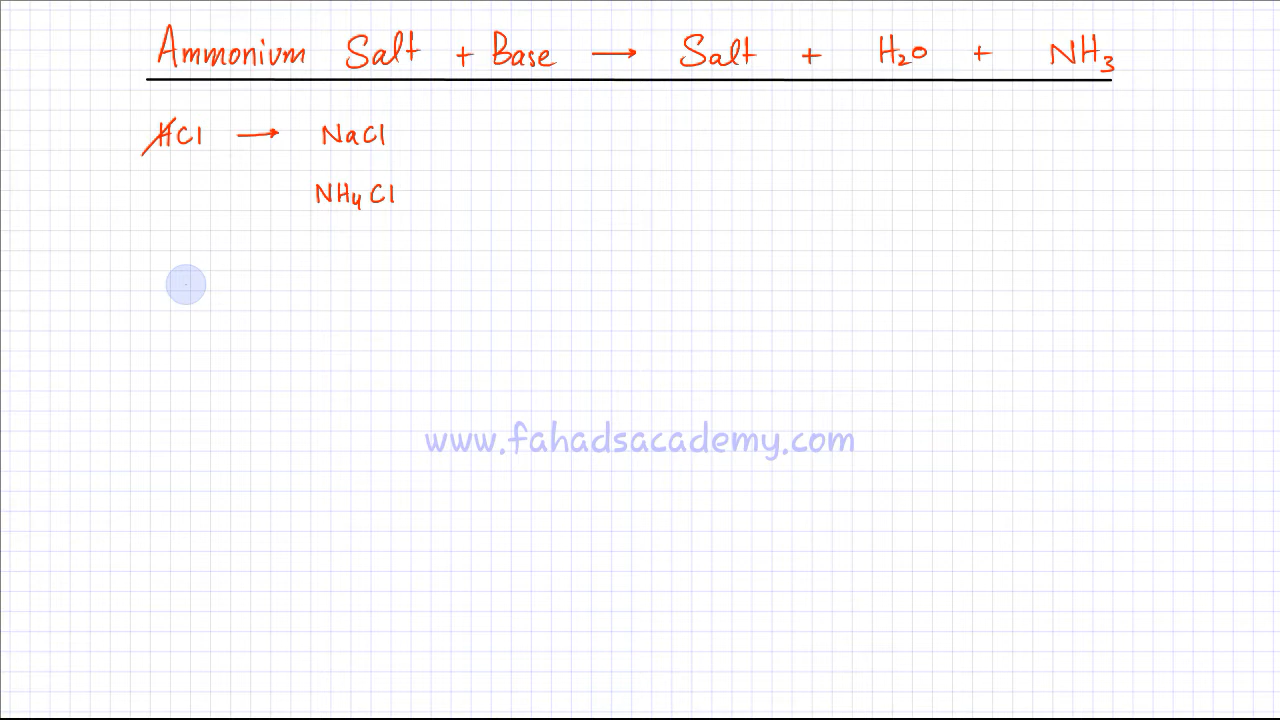 Ammonium Salt + Base → Salt + H₂O + NH₃
HCl → NaCl
NH₄Cl
www.fahadsacademy.com